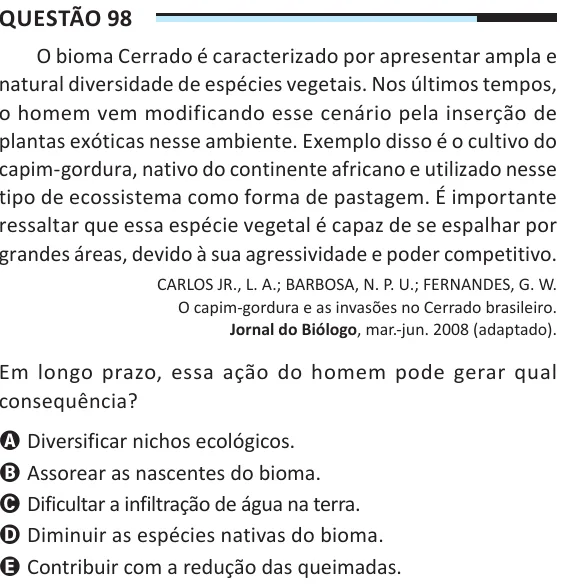 QUESTÃO 98
O bioma Cerrado é caracterizado por apresentar ampla e
natural diversidade de espécies vegetais. Nos últimos tempos,
o homem vem modificando esse cenário pela inserção de
plantas exóticas nesse ambiente. Exemplo disso é o cultivo do
capim-gordura, nativo do continente africano e utilizado nesse
tipo de ecossistema como forma de pastagem. É importante
ressaltar que essa espécie vegetal é capaz de se espalhar por
grandes áreas, devido à sua agressividade e poder competitivo.
CARLOS JR., L. A.; BARBOSA, N. P. U.; FERNANDES, G. W.
O capim-gordura e as invasões no Cerrado brasileiro.
Jornal do Biólogo, mar.-jun. 2008 (adaptado).
Em longo prazo, essa ação do homem pode gerar qual
consequência?
A Diversificar nichos ecológicos.
B Assorear as nascentes do bioma.
C Dificultar a infiltração de água na terra.
D Diminuir as espécies nativas do bioma.
E Contribuir com a redução das queimadas.